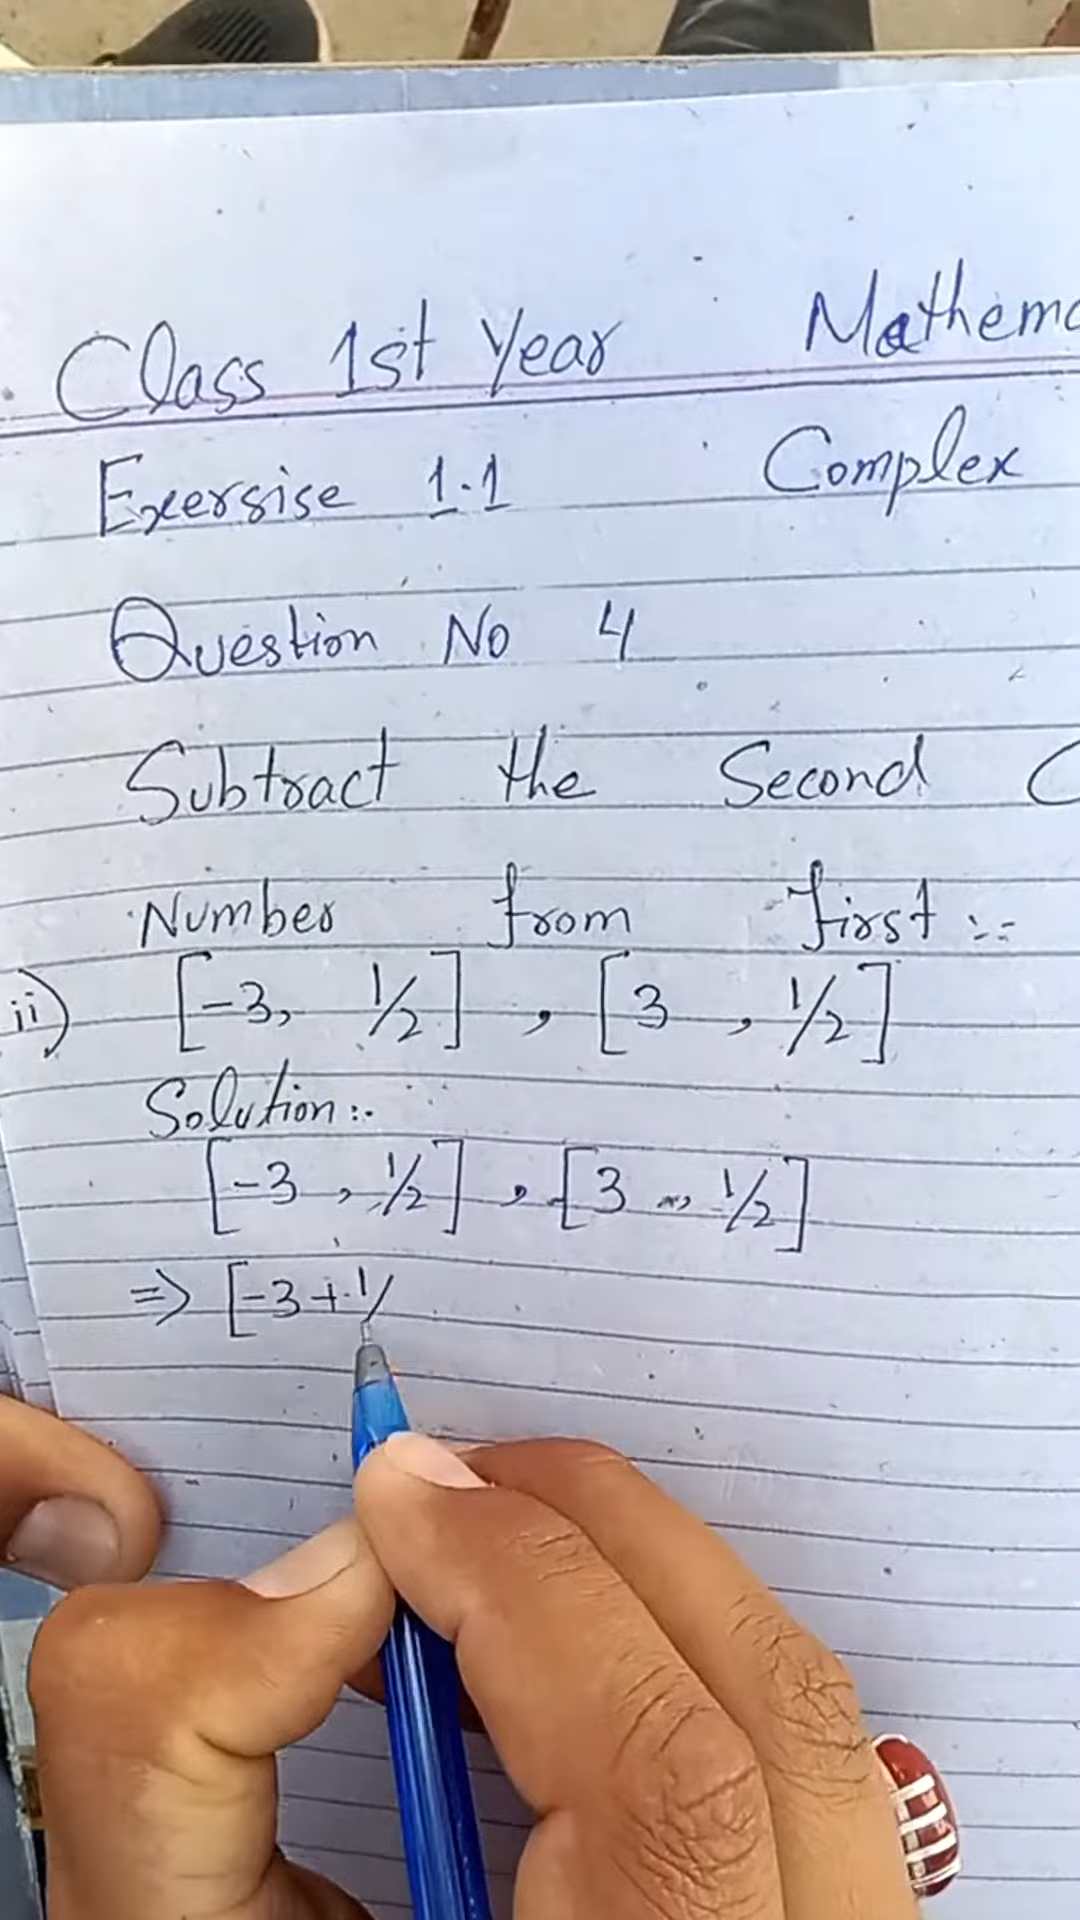 Class 1st Year Mathema
Exersise 1.1 Complex
Question No 4
Subtract the Second C
Number from first :-
ii) [-3, 1/2] , [3 , 1/2]
Solution :-
[-3 , 1/2] , [3 , 1/2]
=> [-3 + 1/